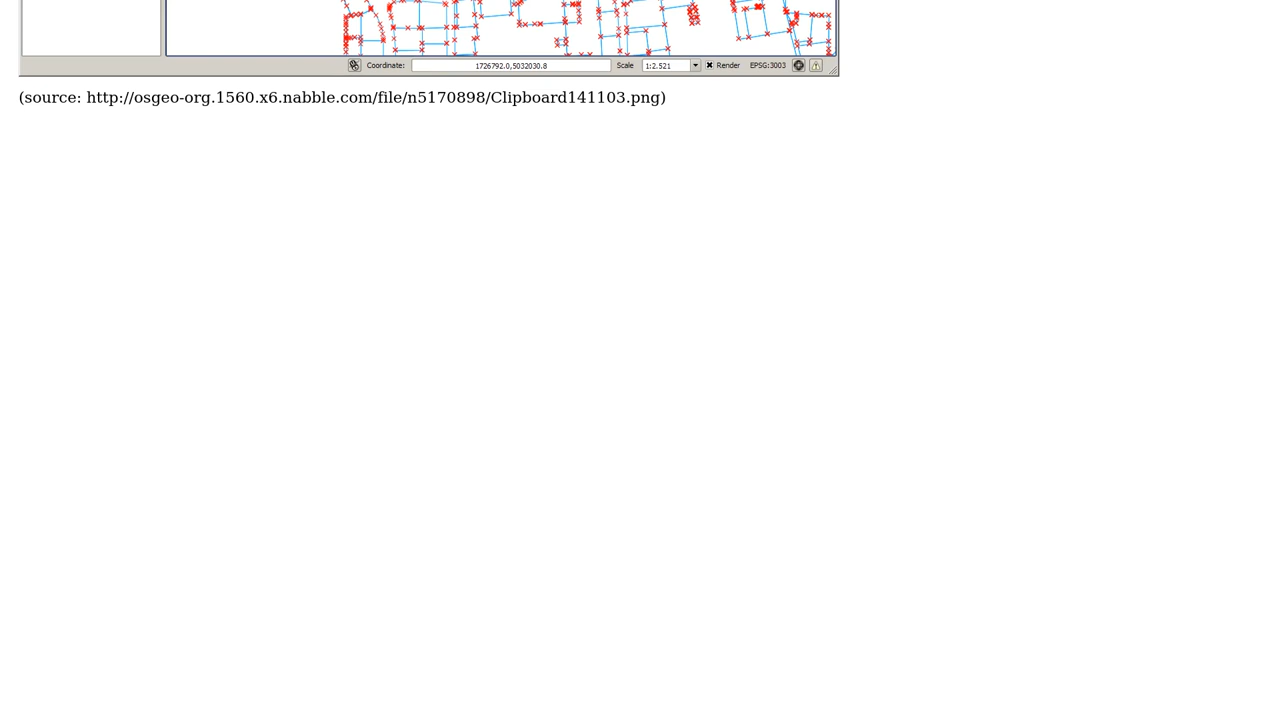 Coordinate: 1726792.0,5032030.8 Scale 1:2.521 Render EPSG:3003
(source: http://osgeo-org.1560.x6.nabble.com/file/n5170898/Clipboard141103.png)